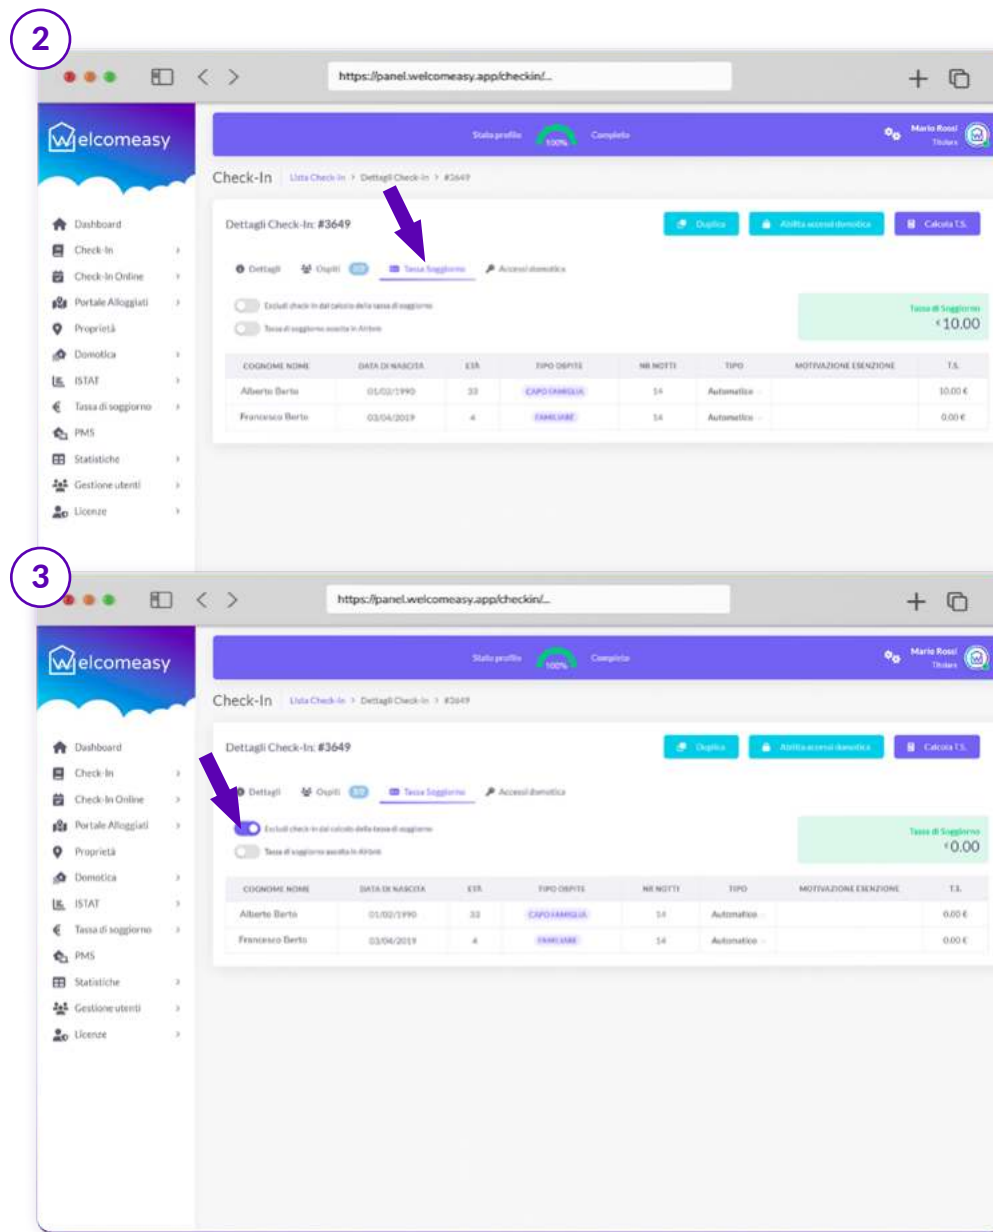 2
https://panel.welcomeasy.app/checkin/...
Welcomeasy
Stato profilo 100% Completo
Mario Rossi
Titolare
Check-In Lista Check-In > Dettagli Check-In > #3649
Dettagli Check-In: #3649
Duplica Abilita accessi domotica Calcola T.S.
Dettagli Ospiti Tassa Soggiorno Accessi domotica
Escludi check-in dal calcolo della tassa di soggiorno
Tassa di soggiorno assolta in Airbnb
Tassa di Soggiorno
€10.00
COGNOME NOME DATA DI NASCITA ETÀ TIPO OSPITE NR NOTTI TIPO MOTIVAZIONE ESENZIONE T.S.
Alberto Berto 01/02/1990 33 CAPO FAMIGLIA 14 Automatico 10.00 €
Francesco Berto 03/04/2019 4 FAMILIARE 14 Automatico 0.00 €
Dashboard
Check-In
Check-In Online
Portale Alloggiati
Proprietà
Domotica
ISTAT
Tassa di soggiorno
PMS
Statistiche
Gestione utenti
Licenze
3
https://panel.welcomeasy.app/checkin/...
Welcomeasy
Stato profilo 100% Completo
Mario Rossi
Titolare
Check-In Lista Check-In > Dettagli Check-In > #3649
Dettagli Check-In: #3649
Duplica Abilita accessi domotica Calcola T.S.
Dettagli Ospiti Tassa Soggiorno Accessi domotica
Escludi check-in dal calcolo della tassa di soggiorno
Tassa di soggiorno assolta in Airbnb
Tassa di Soggiorno
€0.00
COGNOME NOME DATA DI NASCITA ETÀ TIPO OSPITE NR NOTTI TIPO MOTIVAZIONE ESENZIONE T.S.
Alberto Berto 01/02/1990 33 CAPO FAMIGLIA 14 Automatico 0.00 €
Francesco Berto 03/04/2019 4 FAMILIARE 14 Automatico 0.00 €
Dashboard
Check-In
Check-In Online
Portale Alloggiati
Proprietà
Domotica
ISTAT
Tassa di soggiorno
PMS
Statistiche
Gestione utenti
Licenze